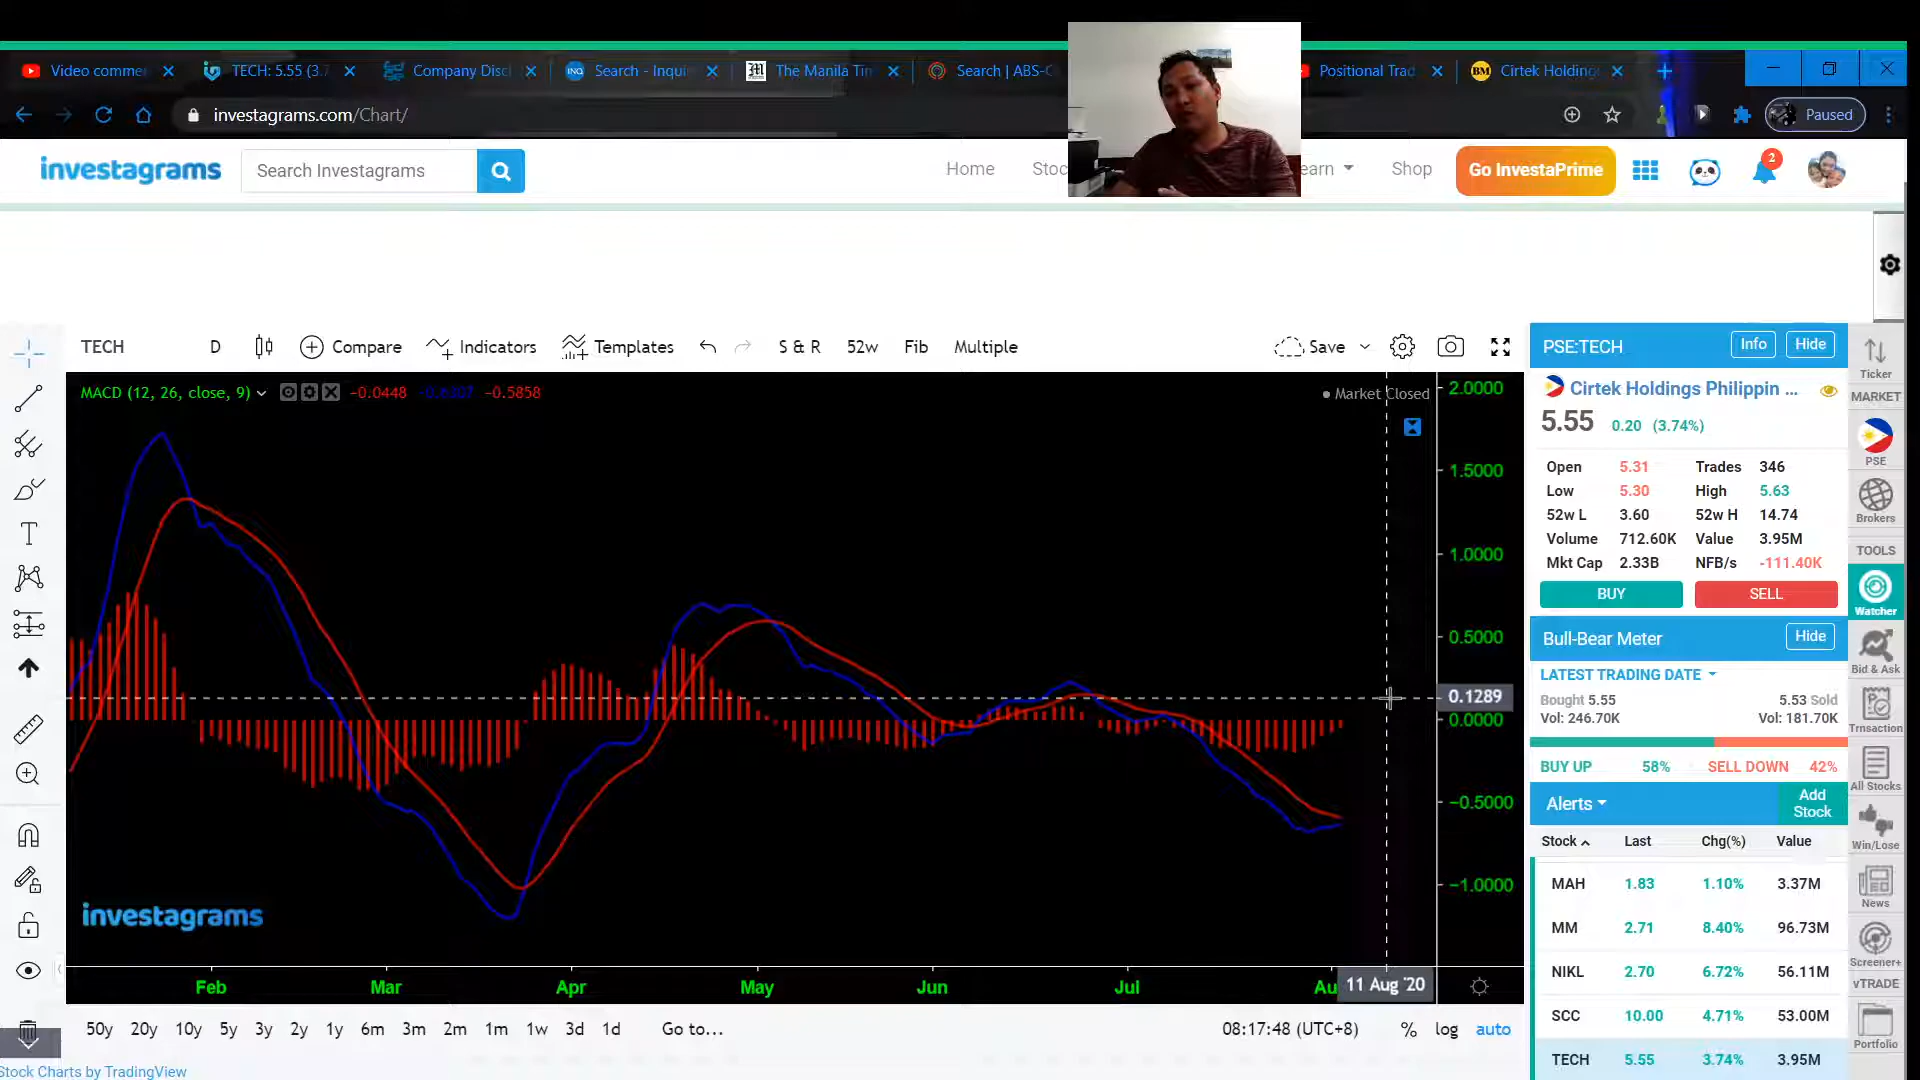 Video comme
TECH: 5.55 (3.7
Company Discl
INQ
Search - Inqui
M
The Manila Tim
Search | ABS-C
Positional Trad
BM
Cirtek Holding
investagrams.com/Chart/
Paused
investagrams
Search Investagrams
Home
Stoc
earn
Shop
Go InvestaPrime
2
TECH
D
Compare
Indicators
Templates
S & R
52w
Fib
Multiple
Save
MACD (12, 26, close, 9)
−0.0448
−0.6307
−0.5858
Market Closed
2.0000
1.5000
1.0000
0.5000
0.1289
0.0000
−0.5000
−1.0000
investagrams
Feb
Mar
Apr
May
Jun
Jul
Au
11 Aug '20
50y
20y
10y
5y
3y
2y
1y
6m
3m
2m
1m
1w
3d
1d
Go to...
08:17:48 (UTC+8)
%
log
auto
Stock Charts by TradingView
PSE:TECH
Info
Hide
Cirtek Holdings Philippin ...
5.55
0.20 (3.74%)
Open 5.31 Trades 346
Low 5.30 High 5.63
52w L 3.60 52w H 14.74
Volume 712.60K Value 3.95M
Mkt Cap 2.33B NFB/s -111.40K
BUY
SELL
Bull-Bear Meter
Hide
LATEST TRADING DATE
Bought 5.55 5.53 Sold
Vol: 246.70K Vol: 181.70K
BUY UP 58% SELL DOWN 42%
Alerts
Add
Stock
Stock Last Chg(%) Value
MAH 1.83 1.10% 3.37M
MM 2.71 8.40% 96.73M
NIKL 2.70 6.72% 56.11M
SCC 10.00 4.71% 53.00M
TECH 5.55 3.74% 3.95M
Ticker
MARKET
PSE
Brokers
TOOLS
Watcher
Bid & Ask
Trnsaction
All Stocks
Win/Lose
News
Screener+
vTRADE
Portfolio